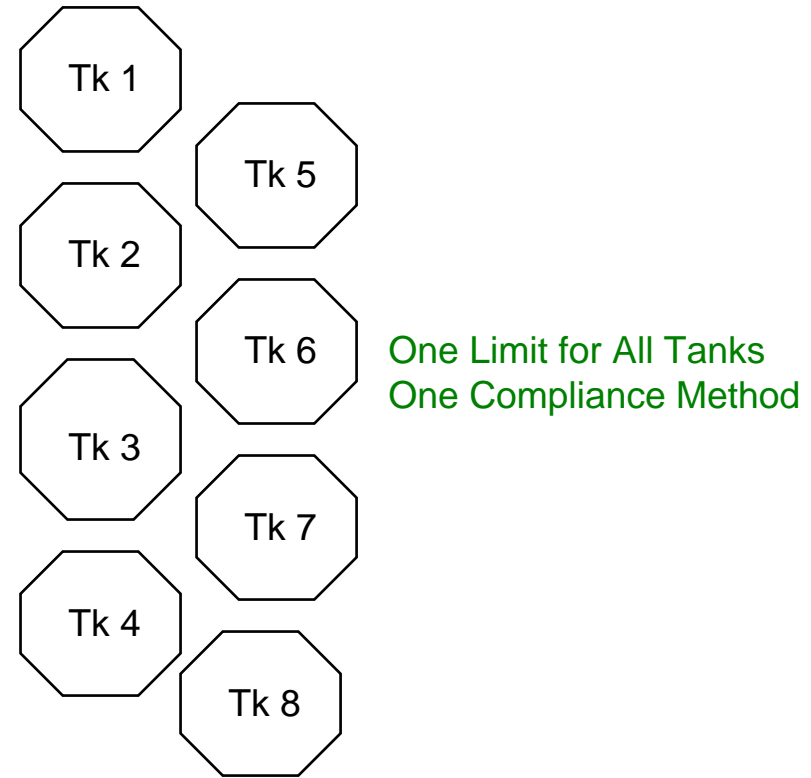 Tk 1
Tk 5
Tk 2
Tk 6
One Limit for All Tanks
One Compliance Method
Tk 3
Tk 7
Tk 4
Tk 8